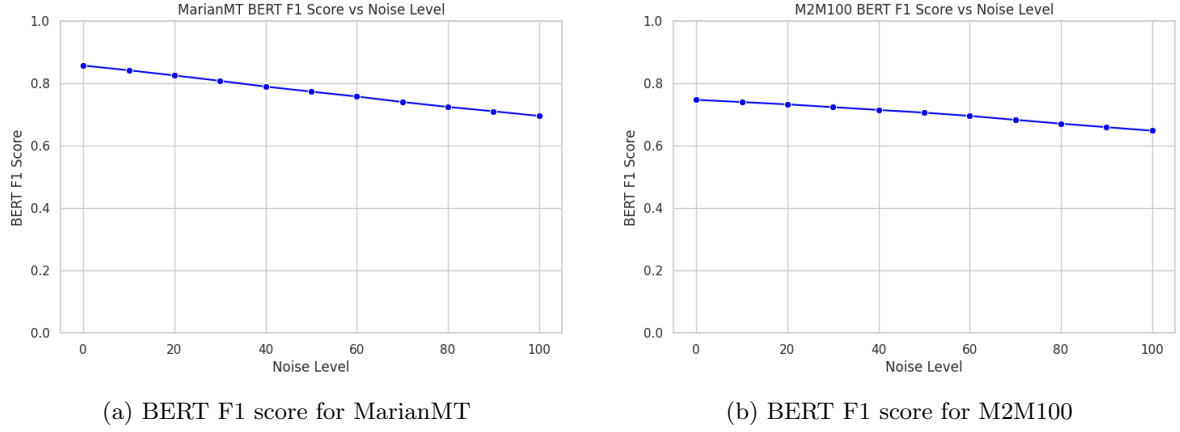 MarianMT BERT F1 Score vs Noise Level
1.0
0.8
0.6
0.4
0.2
0.0
BERT F1 Score
0 20 40 60 80 100
Noise Level
(a) BERT F1 score for MarianMT
M2M100 BERT F1 Score vs Noise Level
1.0
0.8
0.6
0.4
0.2
0.0
BERT F1 Score
0 20 40 60 80 100
Noise Level
(b) BERT F1 score for M2M100